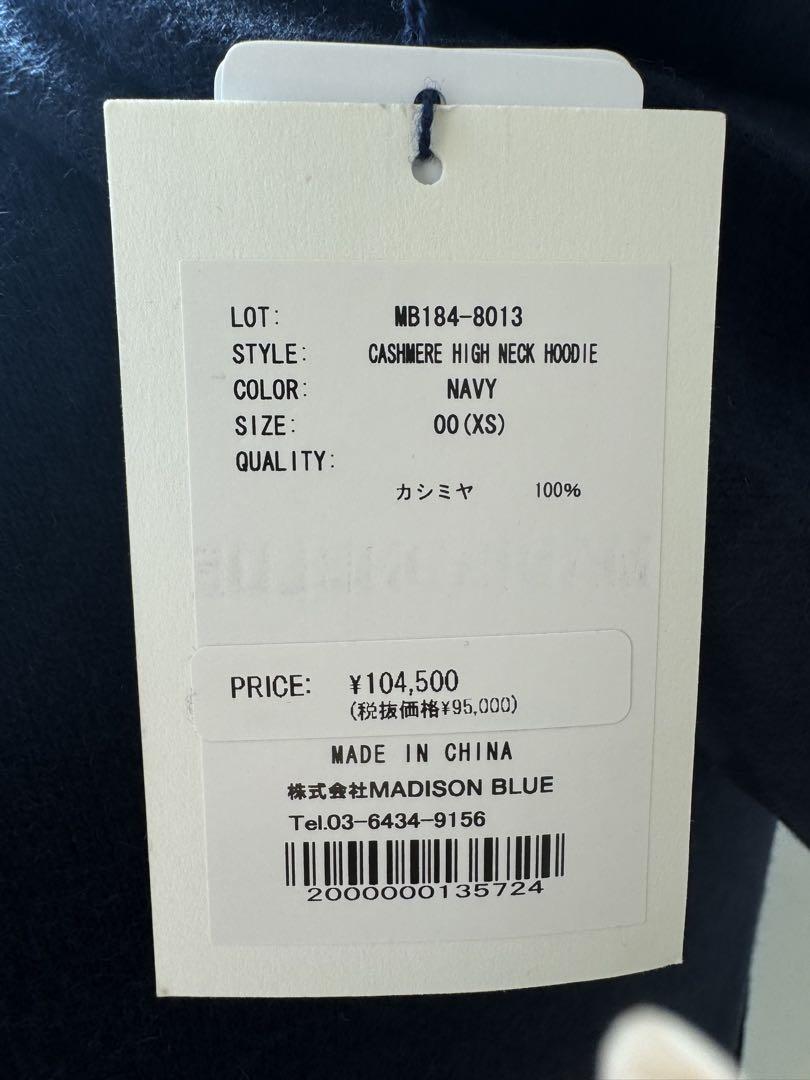 LOT: MB184-8013
STYLE: CASHMERE HIGH NECK HOODIE
COLOR: NAVY
SIZE: 00(XS)
QUALITY:
カシミヤ 100%
PRICE: ¥104,500
(税抜価格¥95,000)
MADE IN CHINA
株式会社MADISON BLUE
Tel.03-6434-9156
2000000135724